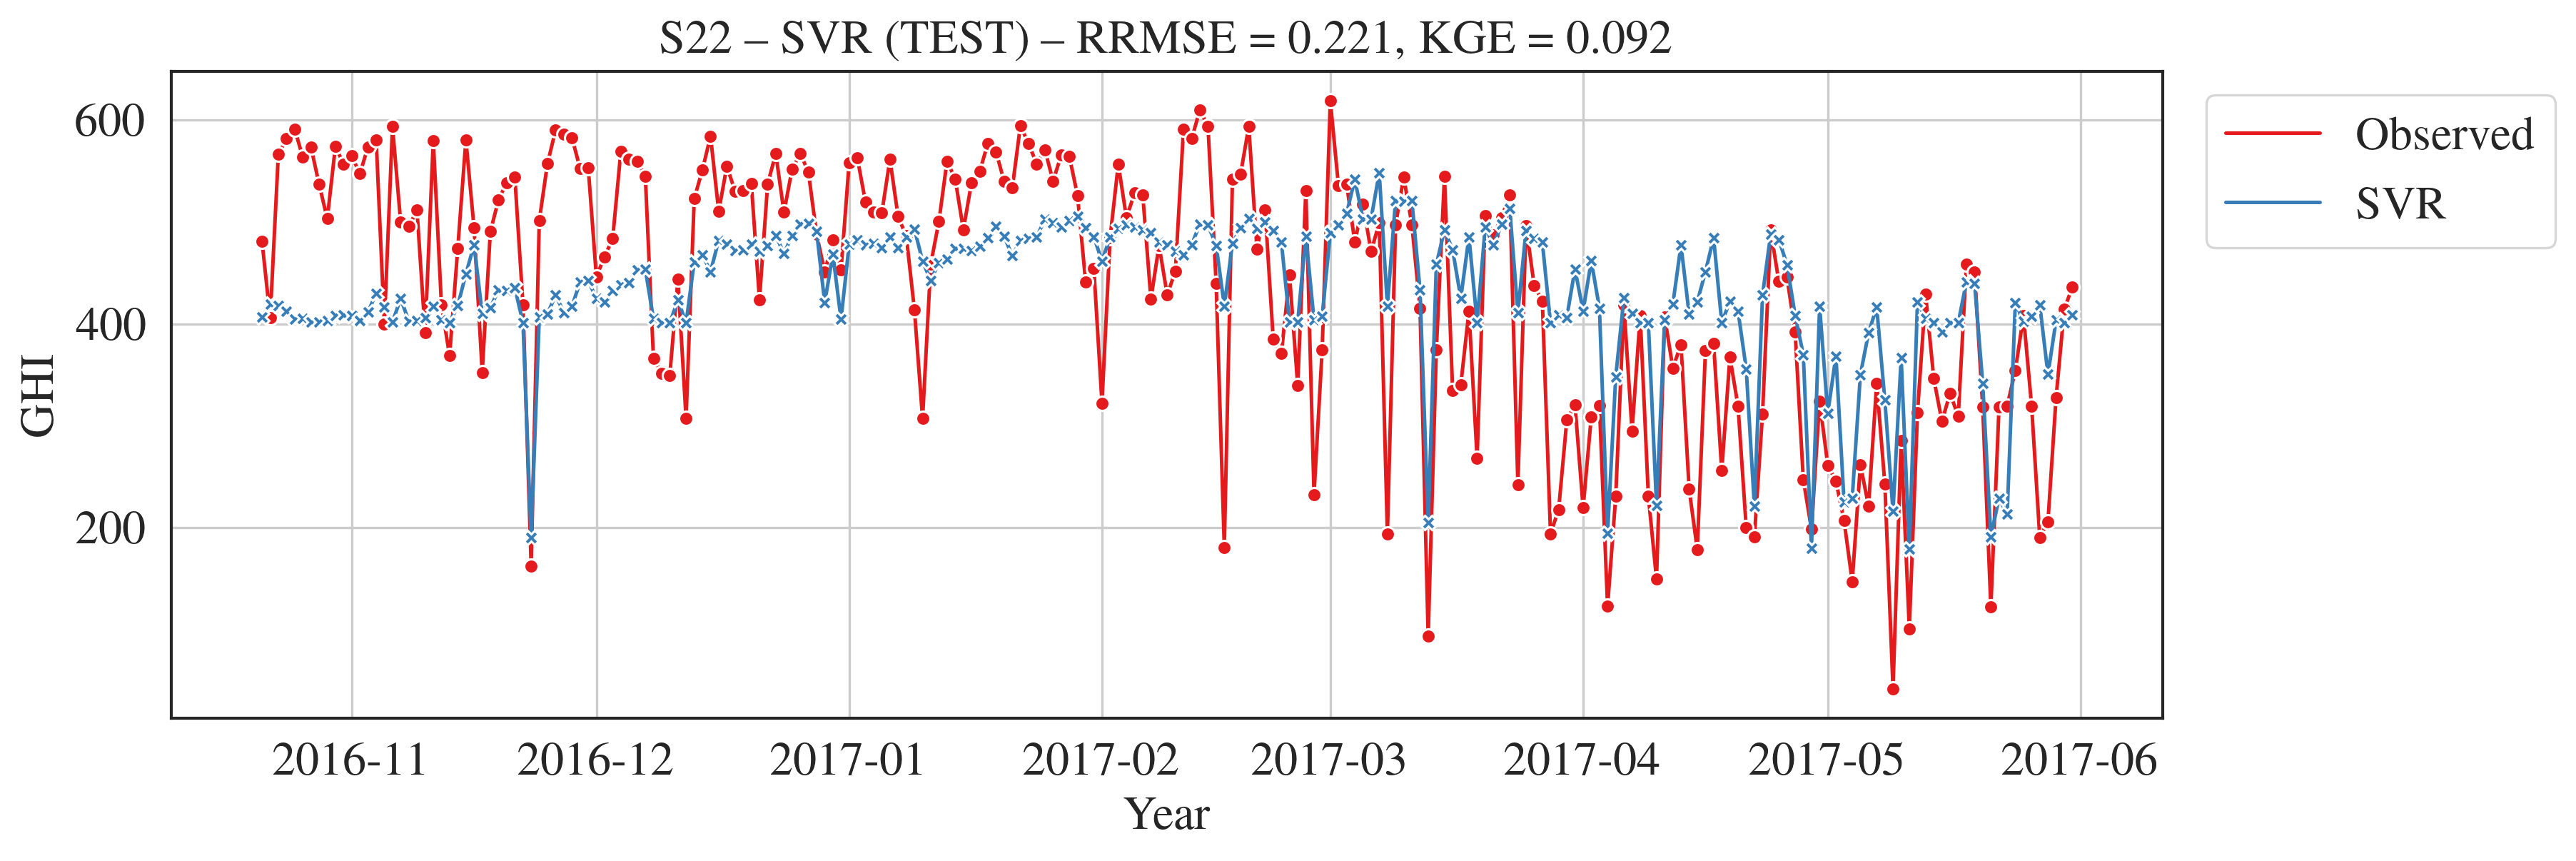 S22 – SVR (TEST) – RRMSE = 0.221, KGE = 0.092
Observed
SVR
600
400
200
GHI
2016-11 2016-12 2017-01 2017-02 2017-03 2017-04 2017-05 2017-06
Year